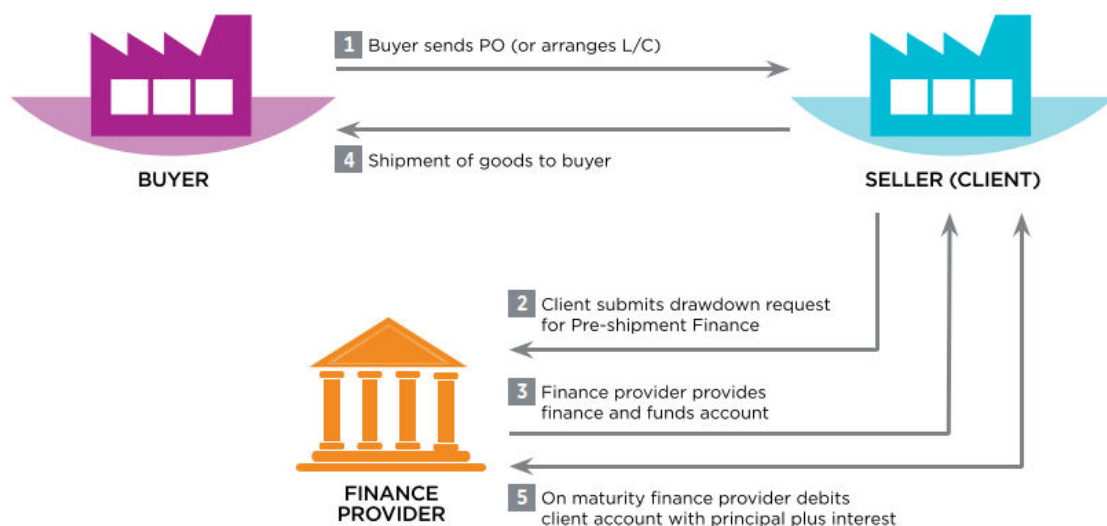 1 Buyer sends PO (or arranges L/C)
4 Shipment of goods to buyer
BUYER
SELLER (CLIENT)
2 Client submits drawdown request
for Pre-shipment Finance
3 Finance provider provides
finance and funds account
FINANCE
PROVIDER
5 On maturity finance provider debits
client account with principal plus interest